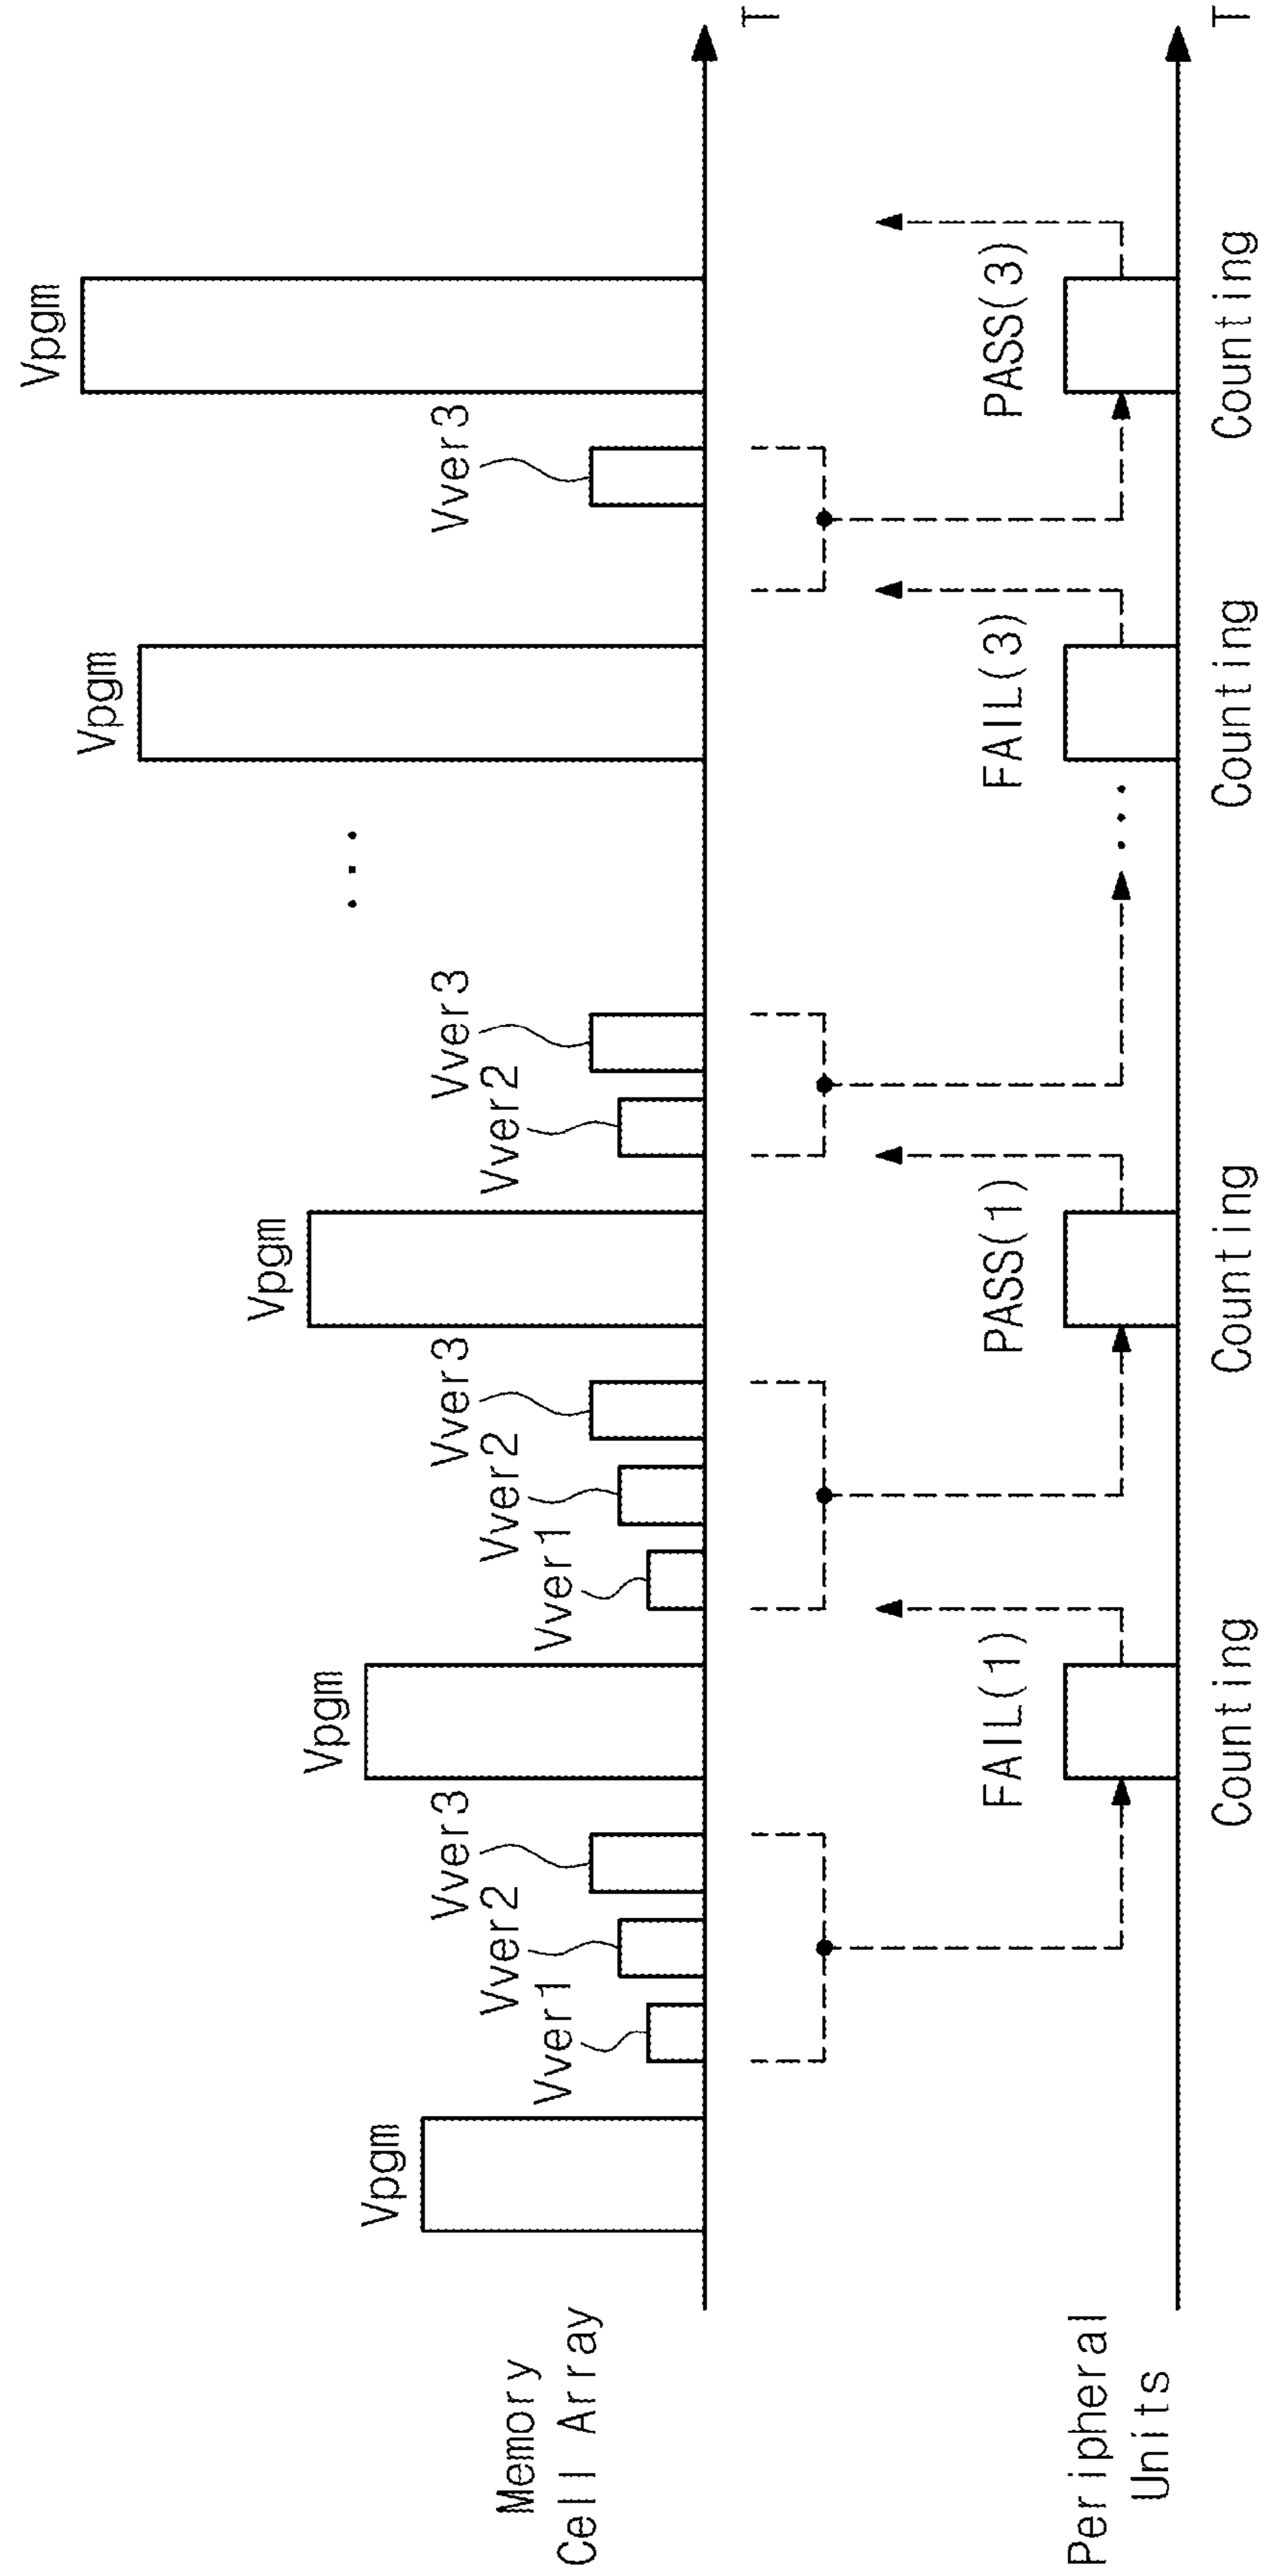 Memory
Cell Array
Vpgm
Vver1
Vver2
Vver3
Vpgm
Vver1
Vver2
Vver3
Vpgm
Vver2
Vver3
...
Vpgm
Vver3
Vpgm
T
Peripheral
Units
FAIL(1)
PASS(1)
...
FAIL(3)
PASS(3)
T
Counting
Counting
Counting
Counting